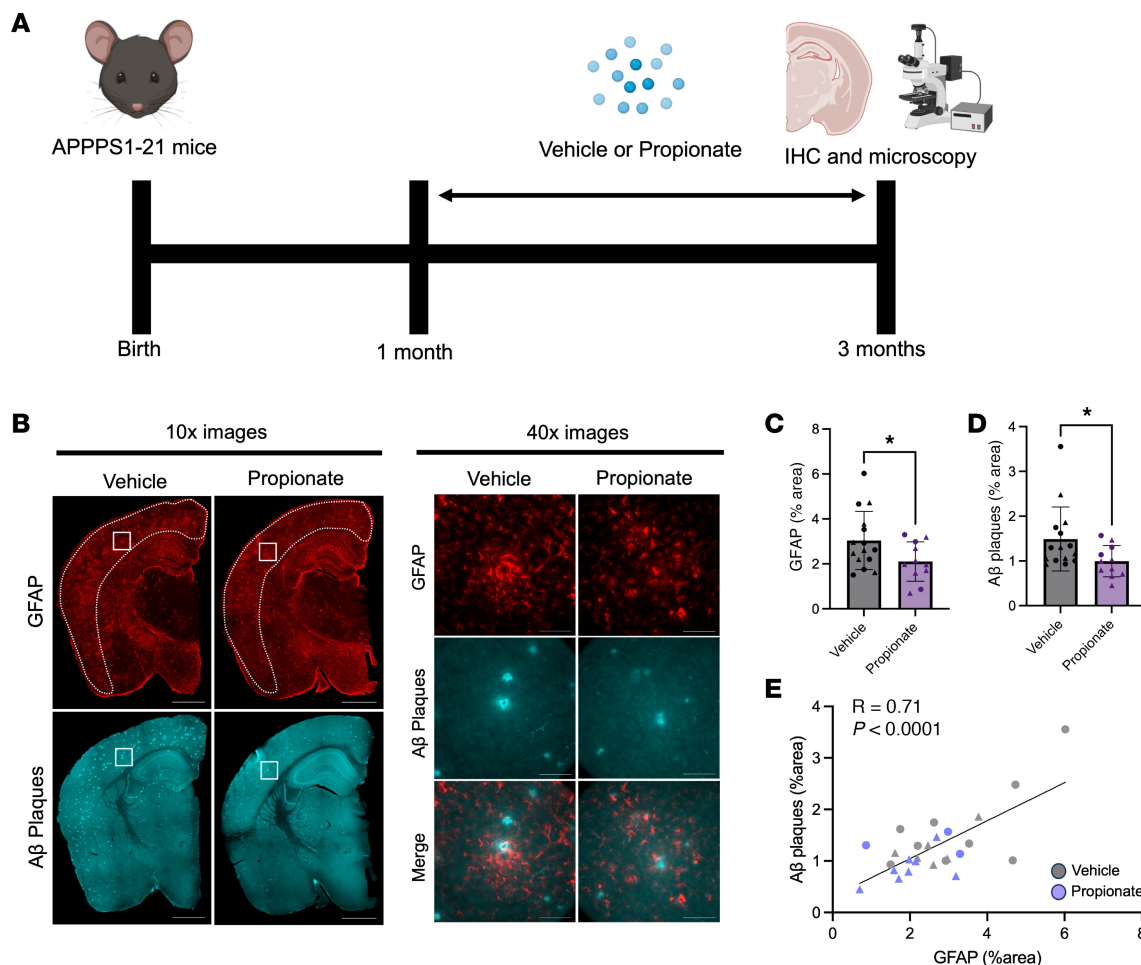 A
APPPS1-21 mice
Vehicle or Propionate
IHC and microscopy
Birth
1 month
3 months
B
10x images
40x images
Vehicle
Propionate
Vehicle
Propionate
GFAP
Aβ Plaques
GFAP
Aβ Plaques
Merge
C
GFAP (% area)
8
6
4
2
0
*
Vehicle
Propionate
D
Aβ plaques (% area)
4
3
2
1
0
*
Vehicle
Propionate
E
R = 0.71
P < 0.0001
Aβ plaques (%area)
4
3
2
1
0
Vehicle
Propionate
0
2
4
6
8
GFAP (%area)